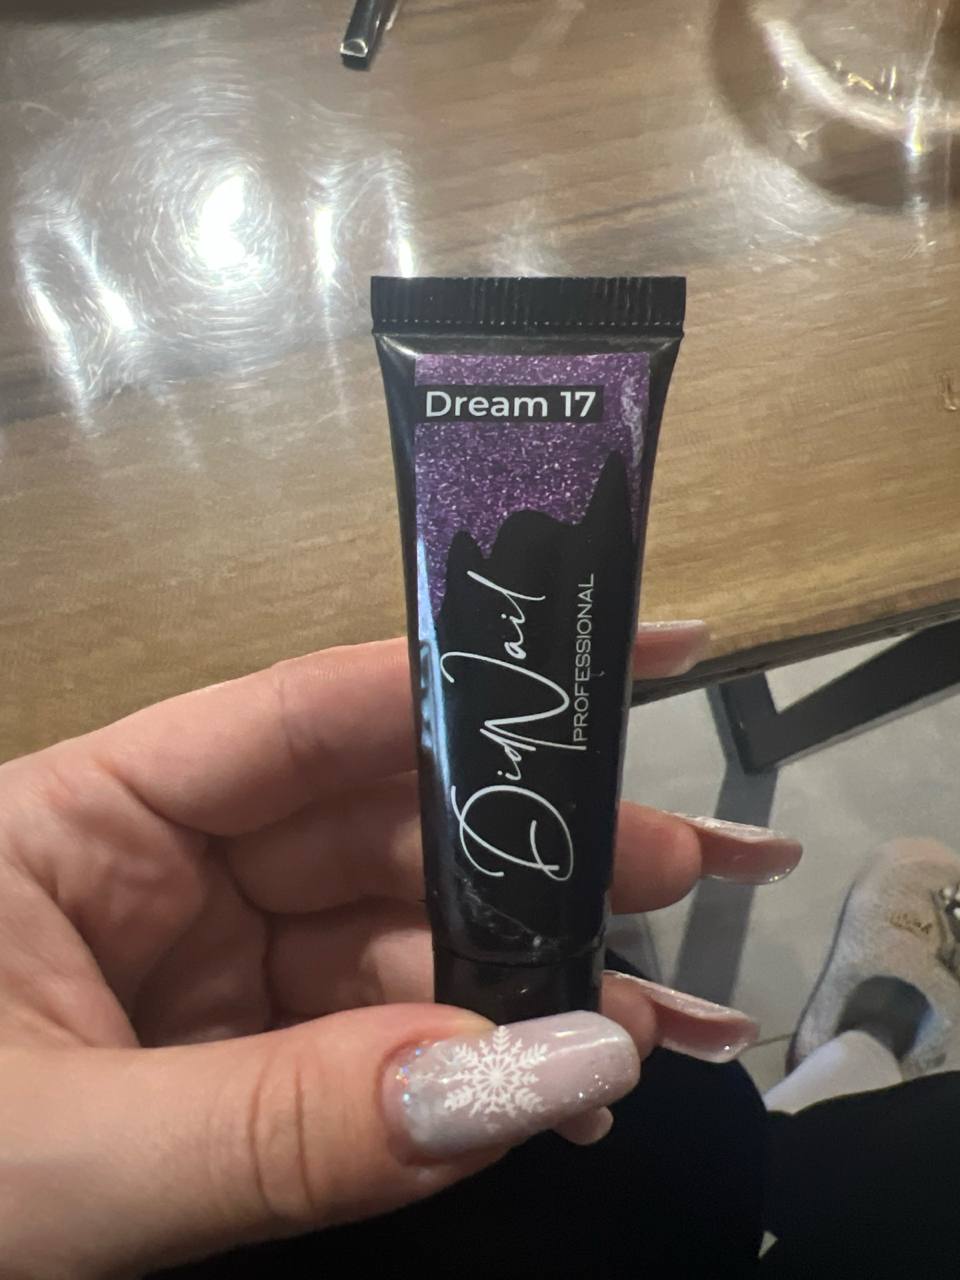 Dream 17
DidNail
PROFESSIONAL